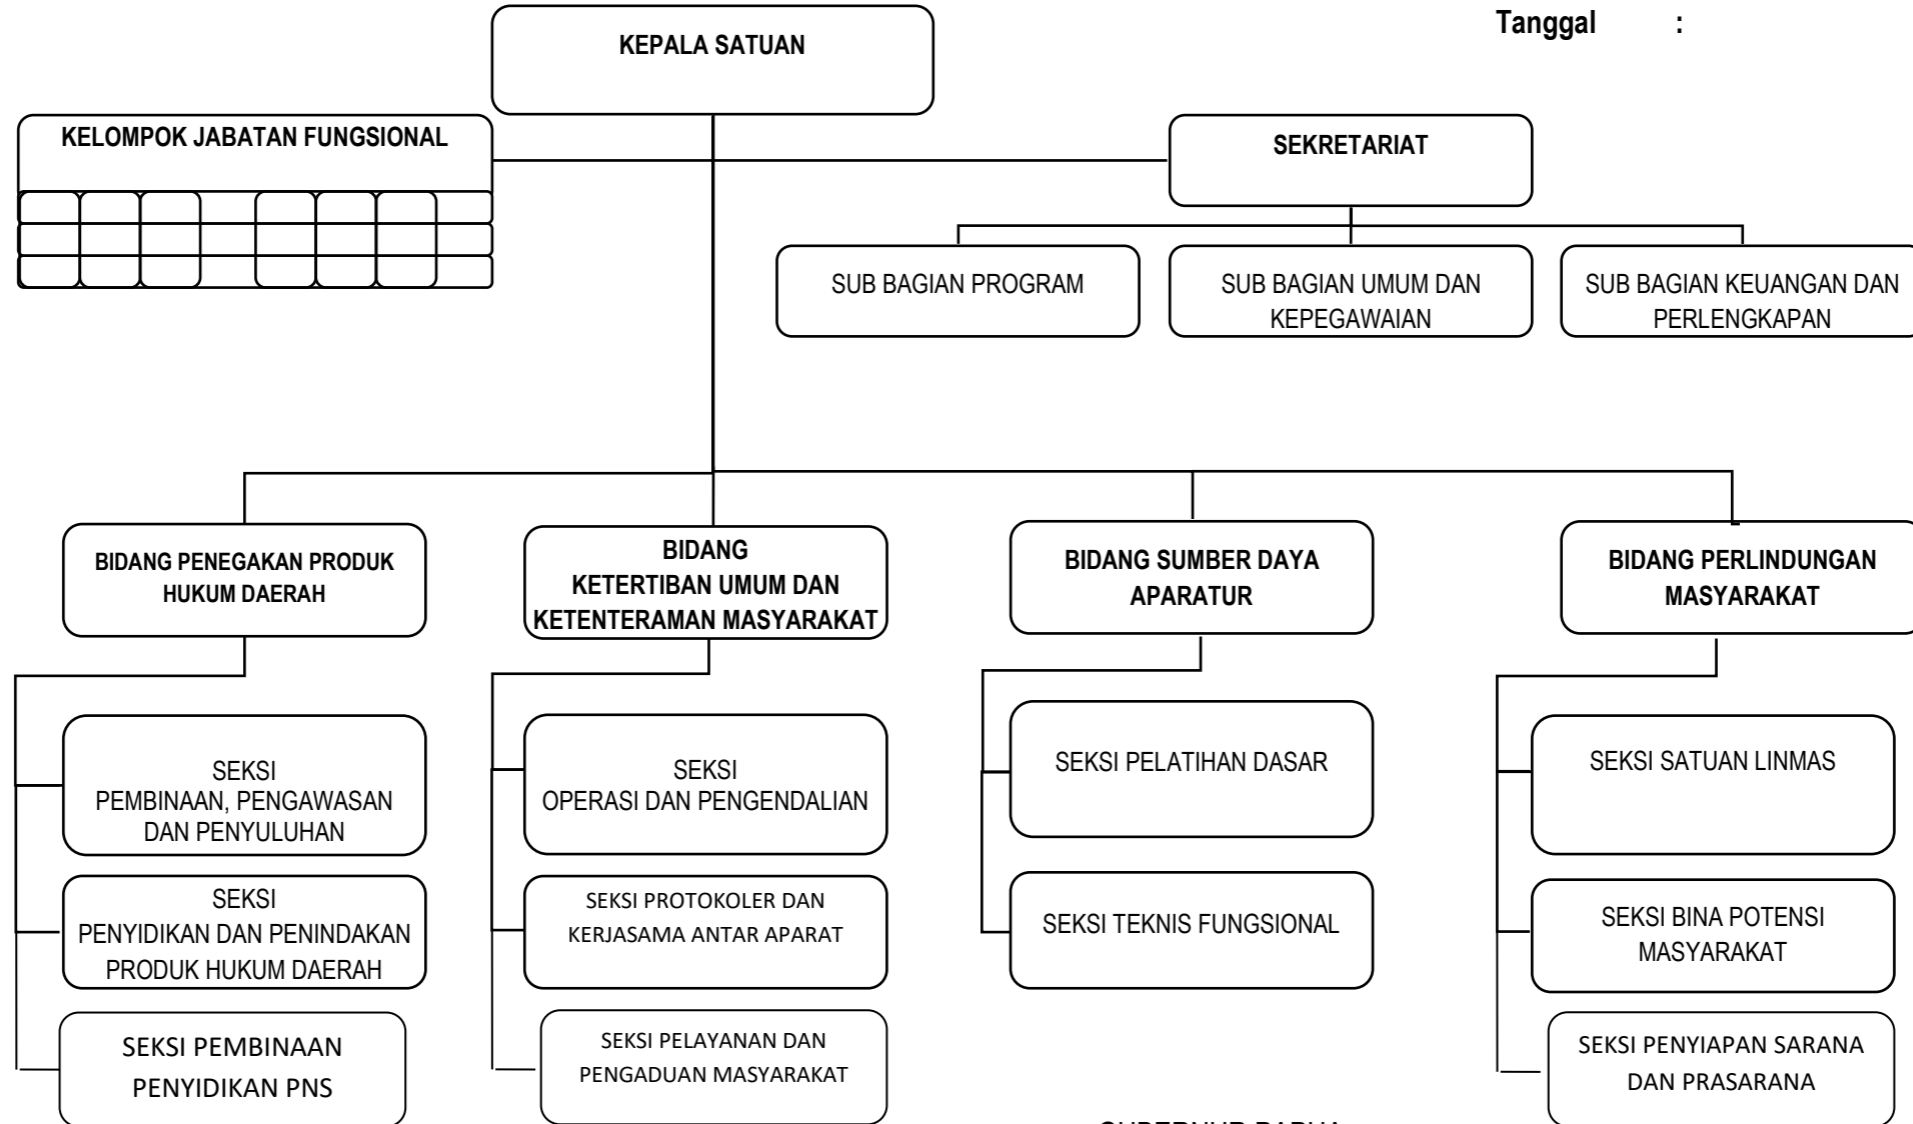 Tanggal :
KEPALA SATUAN
KELOMPOK JABATAN FUNGSIONAL
SEKRETARIAT
SUB BAGIAN PROGRAM
SUB BAGIAN UMUM DAN
KEPEGAWAIAN
SUB BAGIAN KEUANGAN DAN
PERLENGKAPAN
BIDANG PENEGAKAN PRODUK
HUKUM DAERAH
BIDANG
KETERTIBAN UMUM DAN
KETENTERAMAN MASYARAKAT
BIDANG SUMBER DAYA
APARATUR
BIDANG PERLINDUNGAN
MASYARAKAT
SEKSI
PEMBINAAN, PENGAWASAN
DAN PENYULUHAN
SEKSI
OPERASI DAN PENGENDALIAN
SEKSI PELATIHAN DASAR
SEKSI SATUAN LINMAS
SEKSI
PENYIDIKAN DAN PENINDAKAN
PRODUK HUKUM DAERAH
SEKSI PROTOKOLER DAN
KERJASAMA ANTAR APARAT
SEKSI TEKNIS FUNGSIONAL
SEKSI BINA POTENSI
MASYARAKAT
SEKSI PEMBINAAN
PENYIDIKAN PNS
SEKSI PELAYANAN DAN
PENGADUAN MASYARAKAT
SEKSI PENYIAPAN SARANA
DAN PRASARANA
GUBERNUR PAPUA